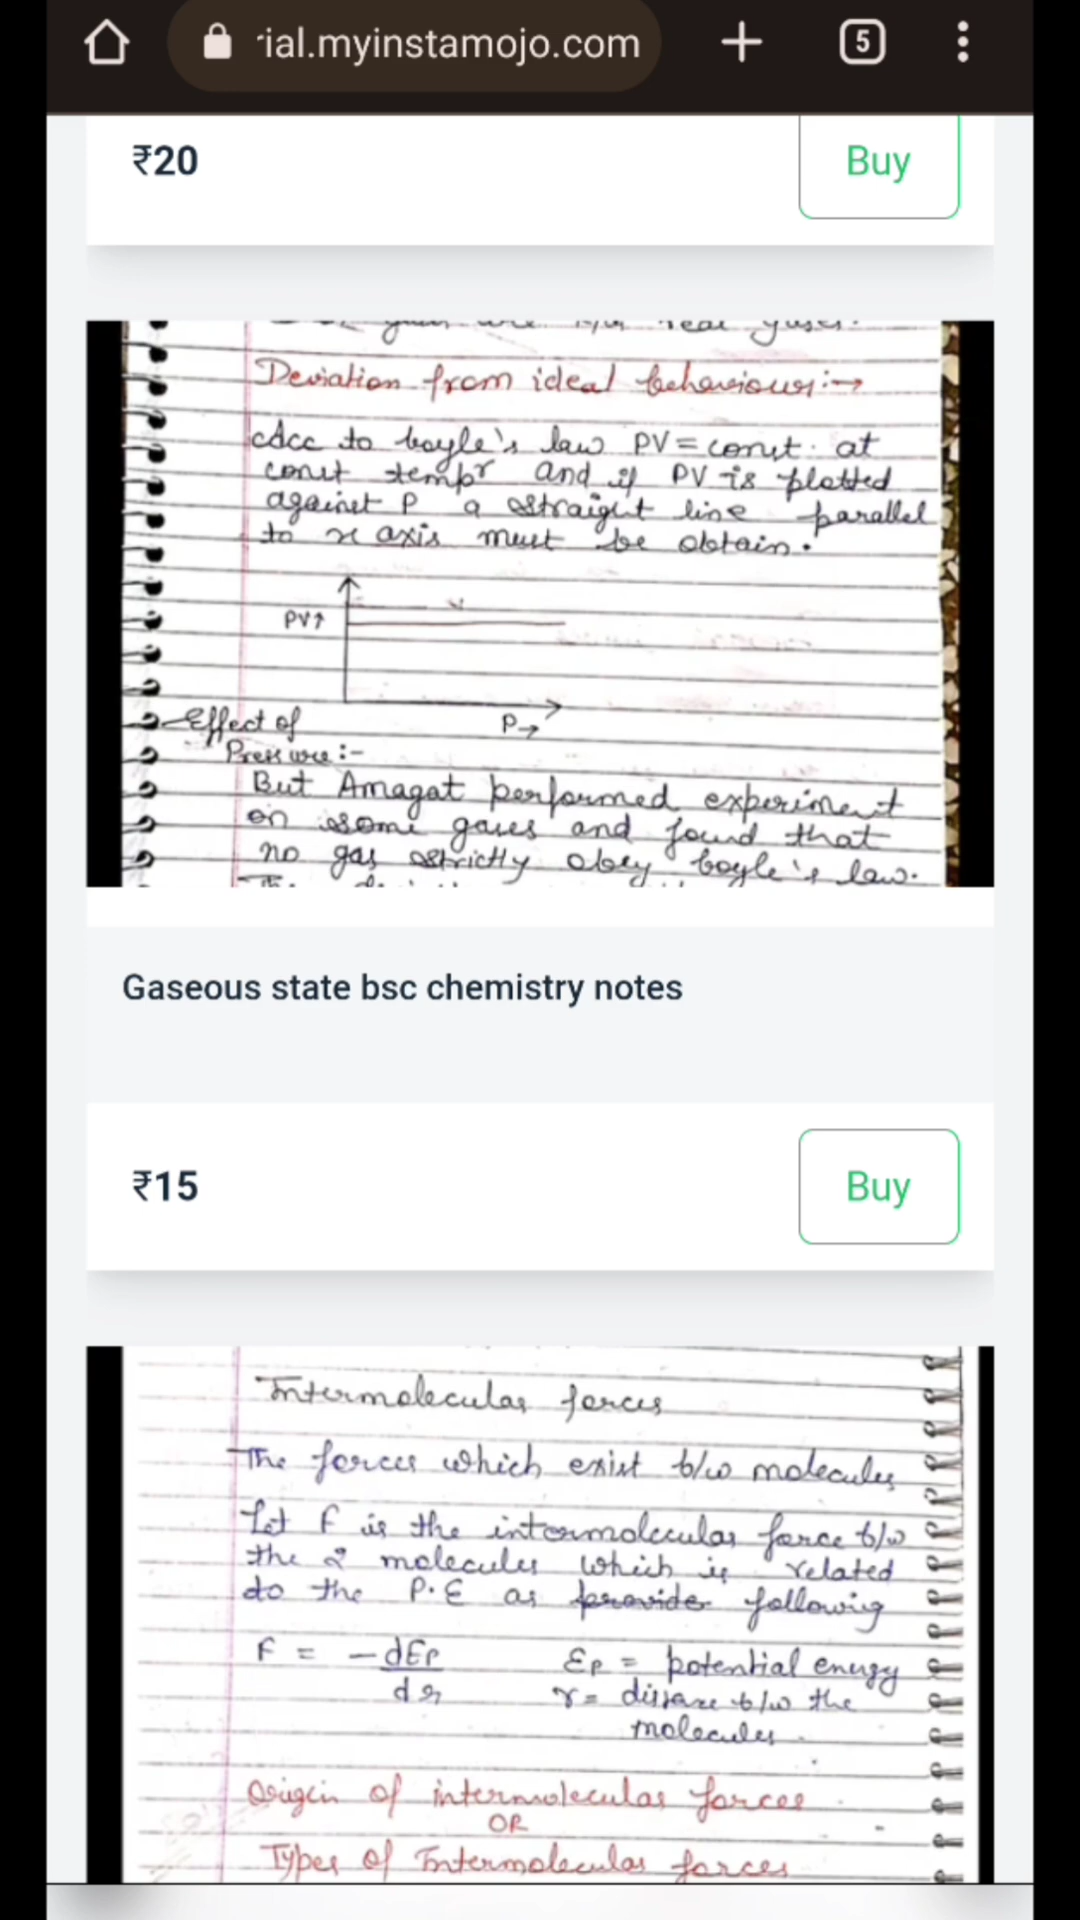 rial.myinstamojo.com
5
₹20
Buy
Deviation from ideal behaviour:→
acc to boyle's law PV = const. at
const tempr and if PV is plotted
against P a straight line parallel
to x axis must be obtain.
PV↑
P→
Effect of
Pressure:-
But Amagat performed experiment
on some gases and found that
no gas strictly obey boyle's law.
Gaseous state bsc chemistry notes
₹15
Buy
Intermolecular forces
The forces which exist b/w molecules
Let F is the intermolecular force b/w
the 2 molecules which is related
to the P.E as provide following
F = -dEp
dr
Ep = potential energy
r = distance b/w the
molecules
Origin of intermolecular forces
OR
Types of Intermolecular forces